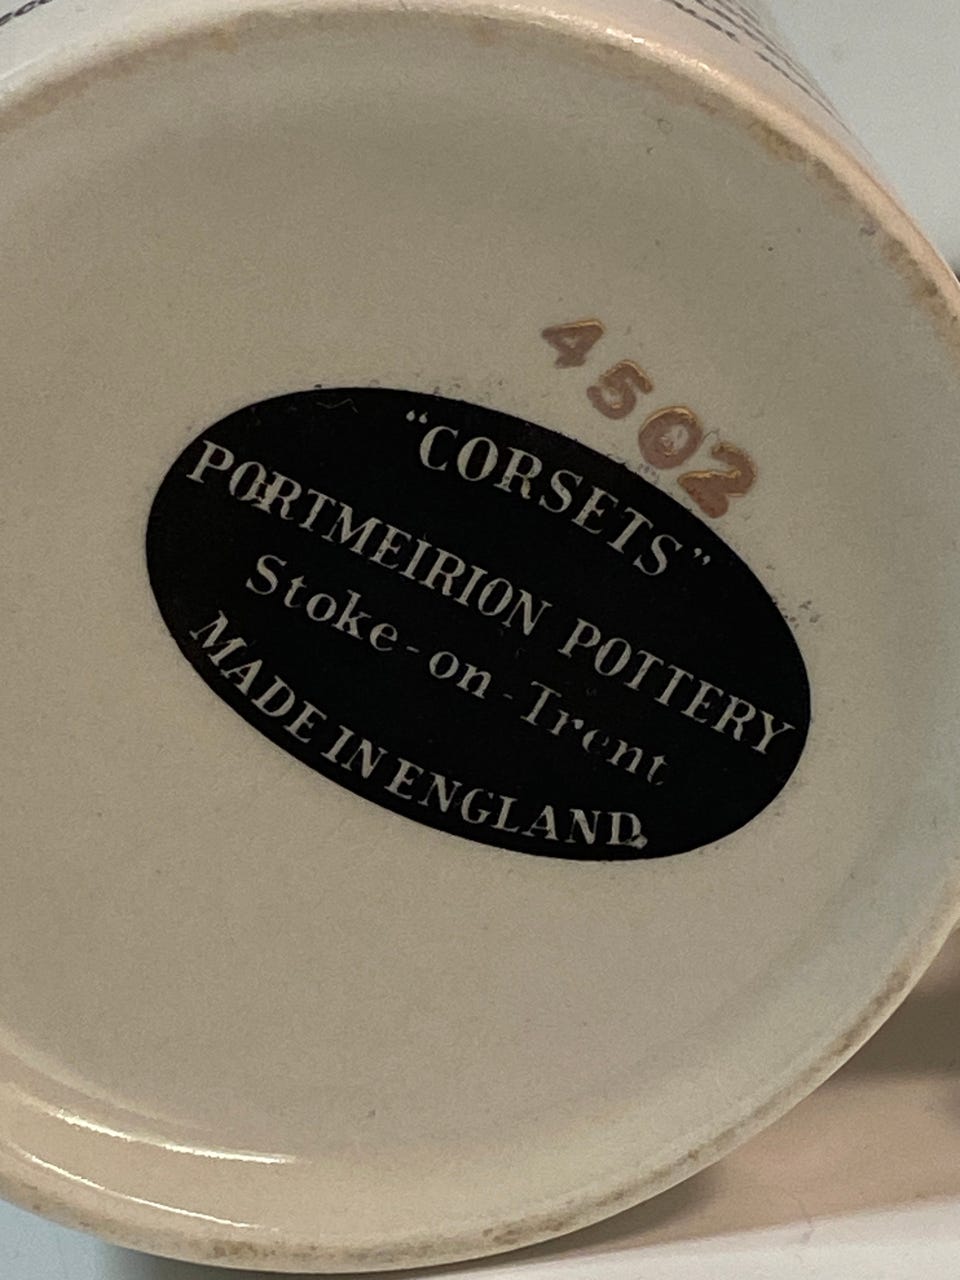 4502
"CORSETS"
PORTMEIRION POTTERY
Stoke-on-Trent
MADE IN ENGLAND